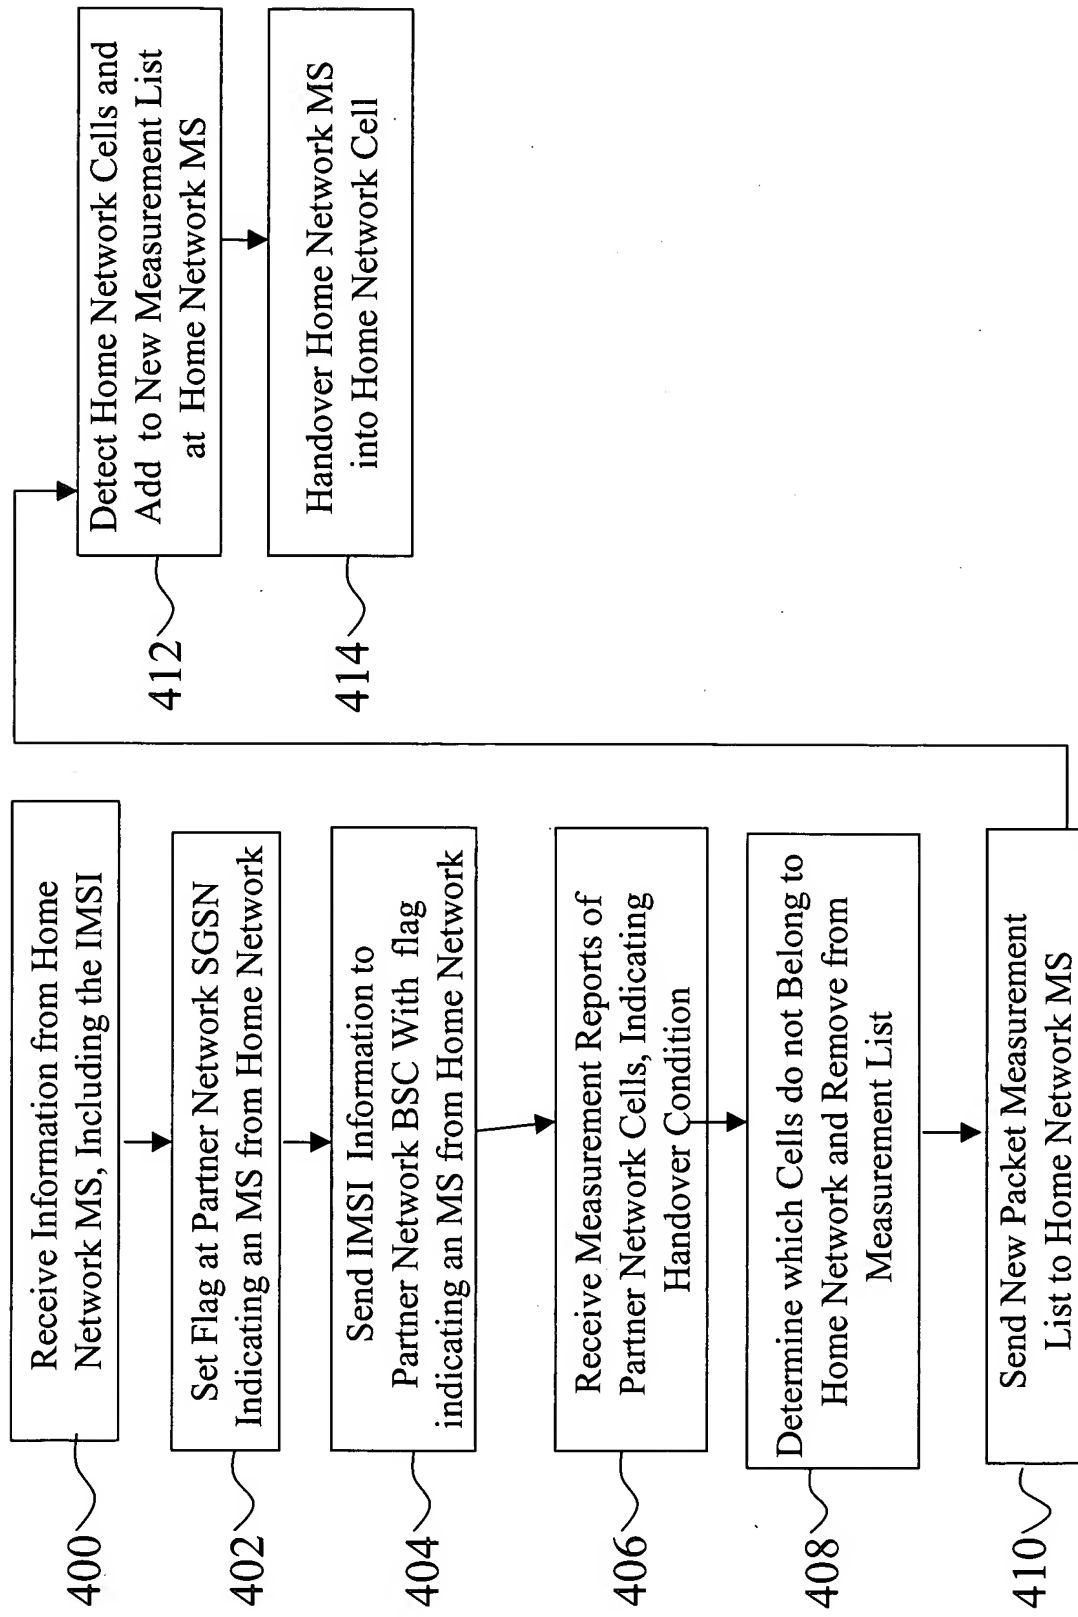 Receive Information from Home
Network MS, Including the IMSI
400
Set Flag at Partner Network SGSN
Indicating an MS from Home Network
402
Send IMSI Information to
Partner Network BSC With flag
indicating an MS from Home Network
404
Receive Measurement Reports of
Partner Network Cells, Indicating
Handover Condition
406
Determine which Cells do not Belong to
Home Network and Remove from
Measurement List
408
Send New Packet Measurement
List to Home Network MS
410
Detect Home Network Cells and
Add to New Measurement List
at Home Network MS
412
Handover Home Network MS
into Home Network Cell
414